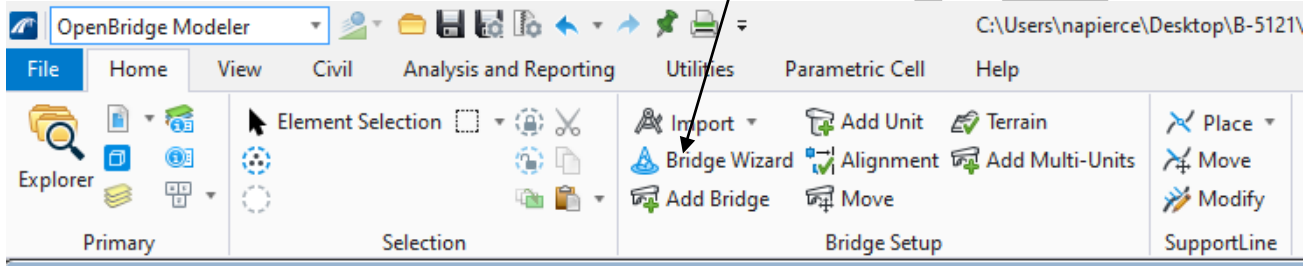 OpenBridge Modeler C:\Users\napierce\Desktop\B-5121\
File Home View Civil Analysis and Reporting Utilities Parametric Cell Help
Element Selection Import Add Unit Terrain Place
Explorer Bridge Wizard Alignment Add Multi-Units Move
Add Bridge Move Modify
Primary Selection Bridge Setup SupportLine